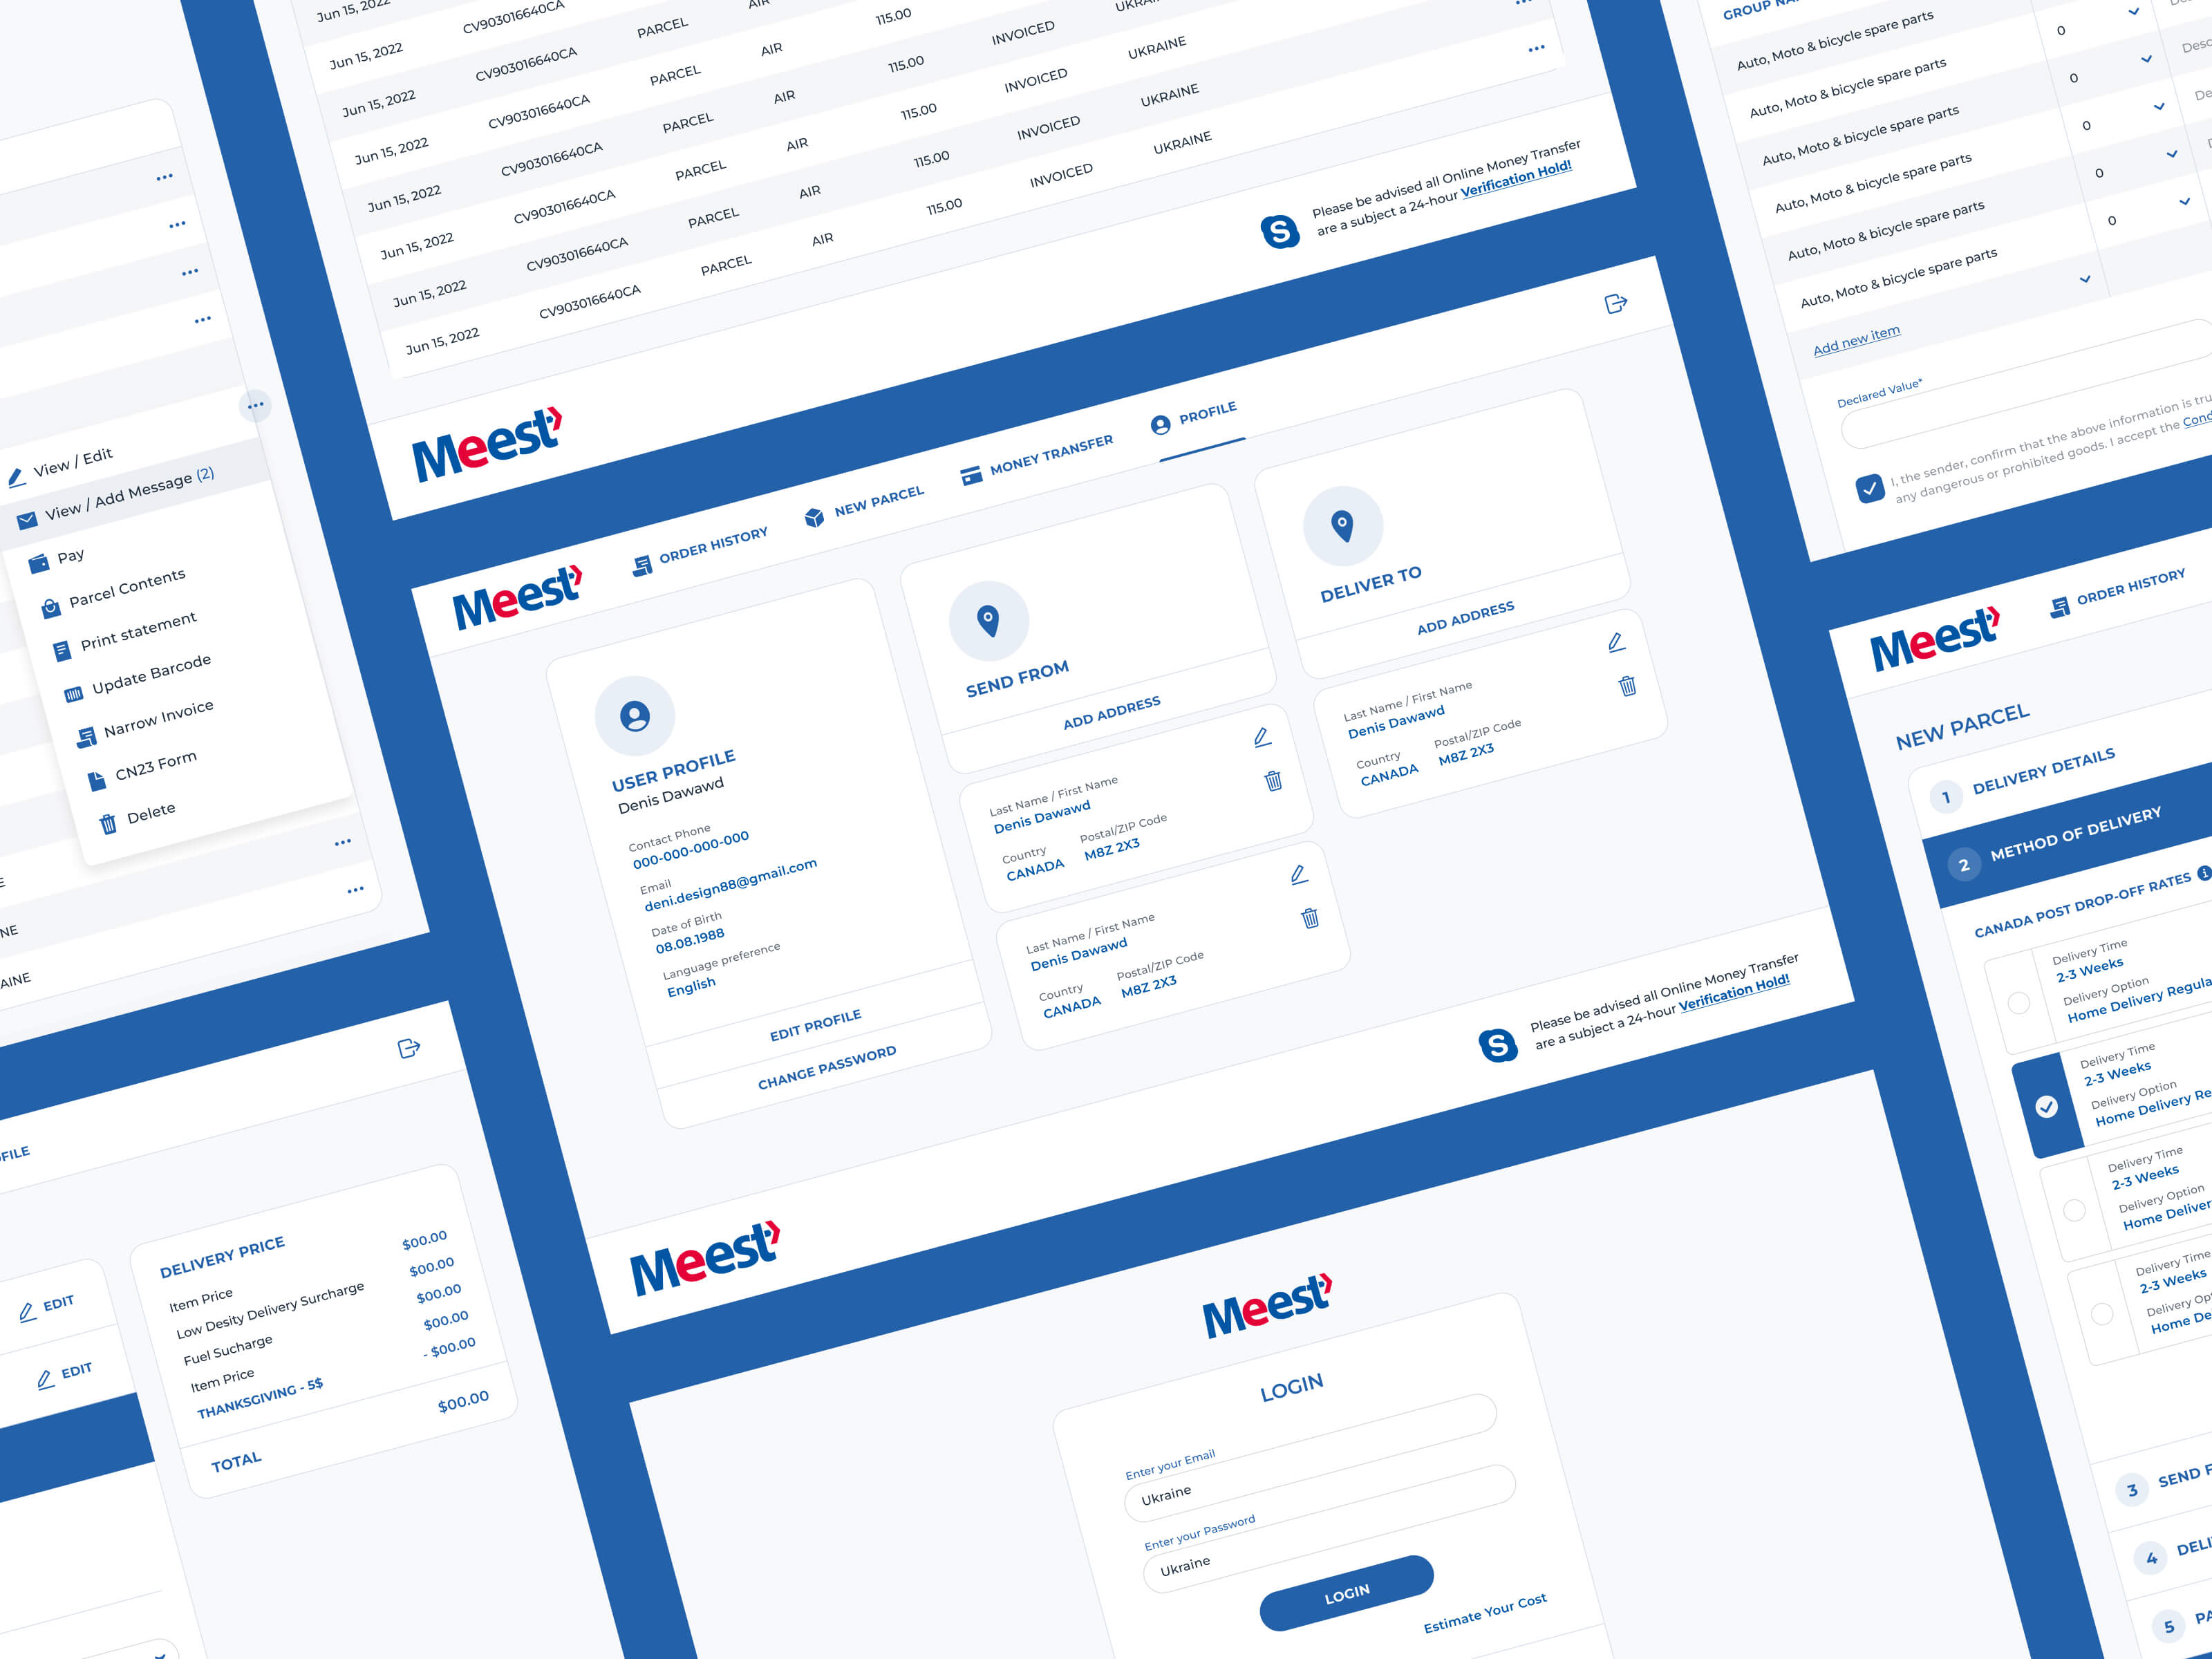 Jun 15, 2022 CV903016640CA PARCEL AIR
Jun 15, 2022 CV903016640CA PARCEL AIR 115.00 INVOICED UKRAINE
Jun 15, 2022 CV903016640CA PARCEL AIR 115.00 INVOICED UKRAINE
Jun 15, 2022 CV903016640CA PARCEL AIR 115.00 INVOICED UKRAINE
Jun 15, 2022 CV903016640CA PARCEL AIR 115.00 INVOICED UKRAINE
Jun 15, 2022 CV903016640CA PARCEL AIR 115.00
Jun 15, 2022 CV903016640CA PARCEL AIR
Jun 15, 2022
Please be advised all Online Money Transfer
are a subject a 24-hour Verification Hold!
Meest
View / Edit
View / Add Message (2)
Pay
Parcel Contents
Print statement
Update Barcode
Narrow Invoice
CN23 Form
Delete
NE
AINE
Meest
ORDER HISTORY
NEW PARCEL
MONEY TRANSFER
PROFILE
USER PROFILE
Denis Dawawd
Contact Phone
000-000-000-000
Email
deni.design88@gmail.com
Date of Birth
08.08.1988
Language preference
English
EDIT PROFILE
CHANGE PASSWORD
SEND FROM
ADD ADDRESS
Last Name / First Name
Denis Dawawd
Country Postal/ZIP Code
CANADA M8Z 2X3
Last Name / First Name
Denis Dawawd
Country Postal/ZIP Code
CANADA M8Z 2X3
DELIVER TO
ADD ADDRESS
Last Name / First Name
Denis Dawawd
Country Postal/ZIP Code
CANADA M8Z 2X3
Please be advised all Online Money Transfer
are a subject a 24-hour Verification Hold!
Meest
FILE
EDIT
EDIT
DELIVERY PRICE
Item Price $00.00
Low Desity Delivery Surcharge $00.00
Fuel Sucharge $00.00
Item Price $00.00
THANKSGIVING - 5$ - $00.00
TOTAL $00.00
Meest
LOGIN
Enter your Email
Ukraine
Enter your Password
Ukraine
LOGIN
Estimate Your Cost
GROUP
Auto, Moto & bicycle spare parts 0
Auto, Moto & bicycle spare parts 0
Auto, Moto & bicycle spare parts 0
Auto, Moto & bicycle spare parts 0
Auto, Moto & bicycle spare parts 0
Auto, Moto & bicycle spare parts
Add new item
Declared Value*
I, the sender, confirm that the above information is
any dangerous or prohibited goods. I accept the
Meest
ORDER HISTORY
NEW PARCEL
1 DELIVERY DETAILS
2 METHOD OF DELIVERY
CANADA POST DROP-OFF RATES
Delivery Time
2-3 Weeks
Delivery Option
Home Delivery
Delivery Time
2-3 Weeks
Delivery Option
Home Delivery
Delivery Time
2-3 Weeks
Delivery Option
Home
Delivery Time
2-3 Weeks
Delivery
Home
3 SEND
4
5